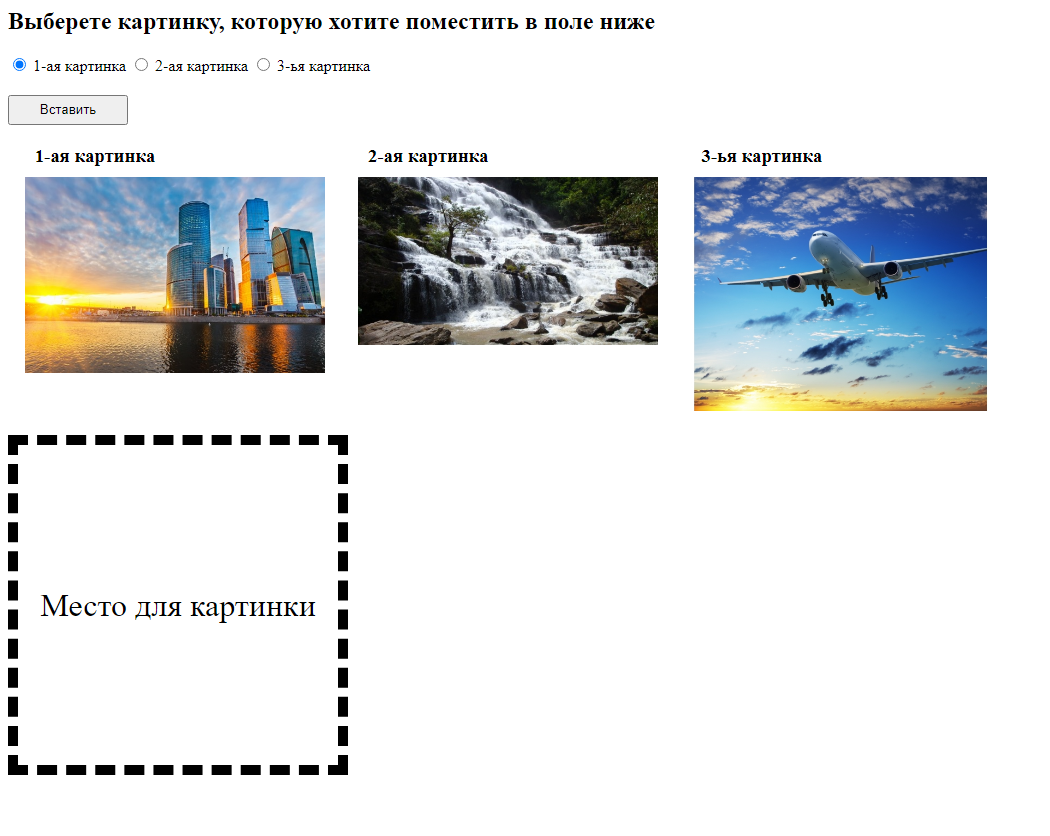 Выберете картинку, которую хотите поместить в поле ниже
1-ая картинка 2-ая картинка 3-ья картинка
Вставить
1-ая картинка 2-ая картинка 3-ья картинка
Место для картинки